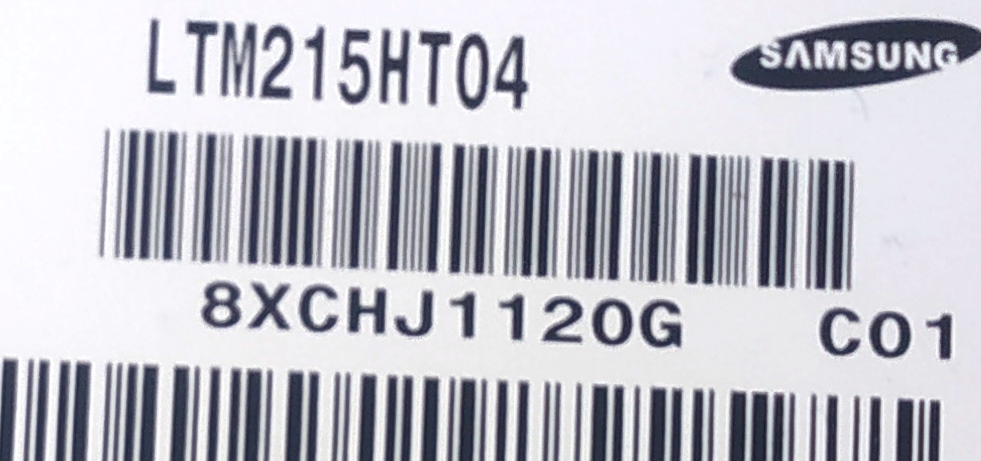 LTM215HT04 SAMSUNG
8XCHJ1120G C01